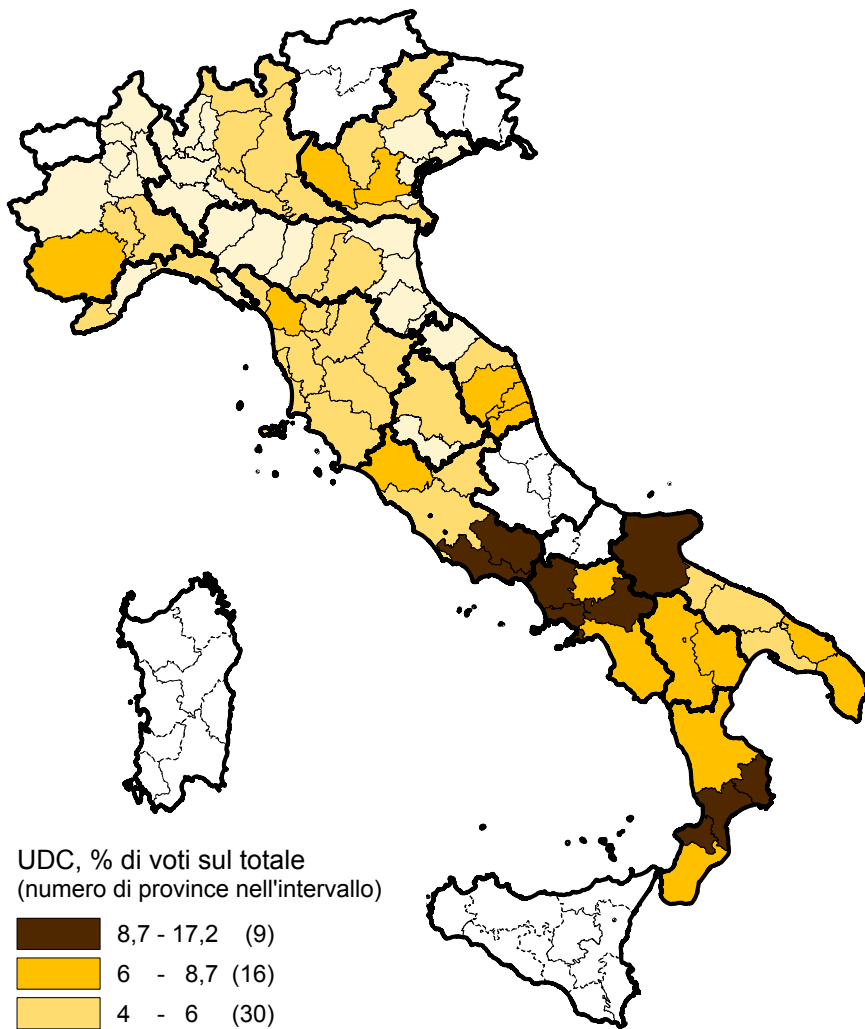 UDC, % di voti sul totale
(numero di province nell'intervallo)
8,7 - 17,2 (9)
6 - 8,7 (16)
4 - 6 (30)